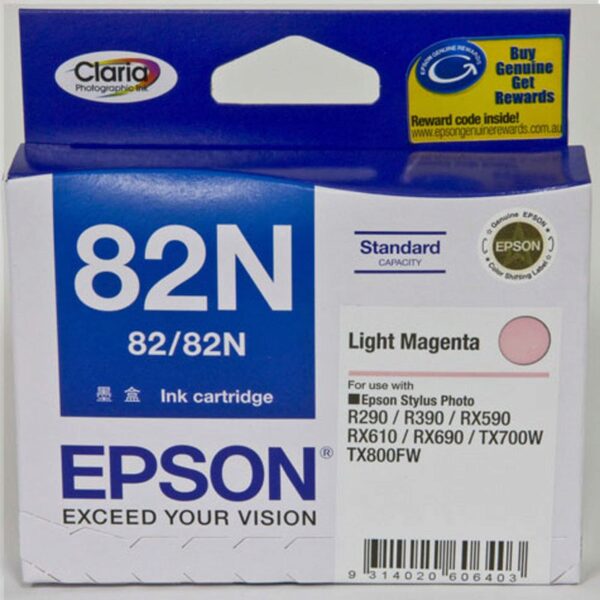 Claria
Photographic Ink
EPSON GENUINE REWARDS
Buy
Genuine
Get
Rewards
Reward code inside!
www.epsongenuinerewards.com.au
82N
82/82N
墨 盒 Ink cartridge
Standard
CAPACITY
Genuine EPSON
EPSON
Color Shifting Label
Light Magenta
For use with
■Epson Stylus Photo
R290 / R390 / RX590
RX610 / RX690 / TX700W
TX800FW
EPSON®
EXCEED YOUR VISION
9 314020 606403